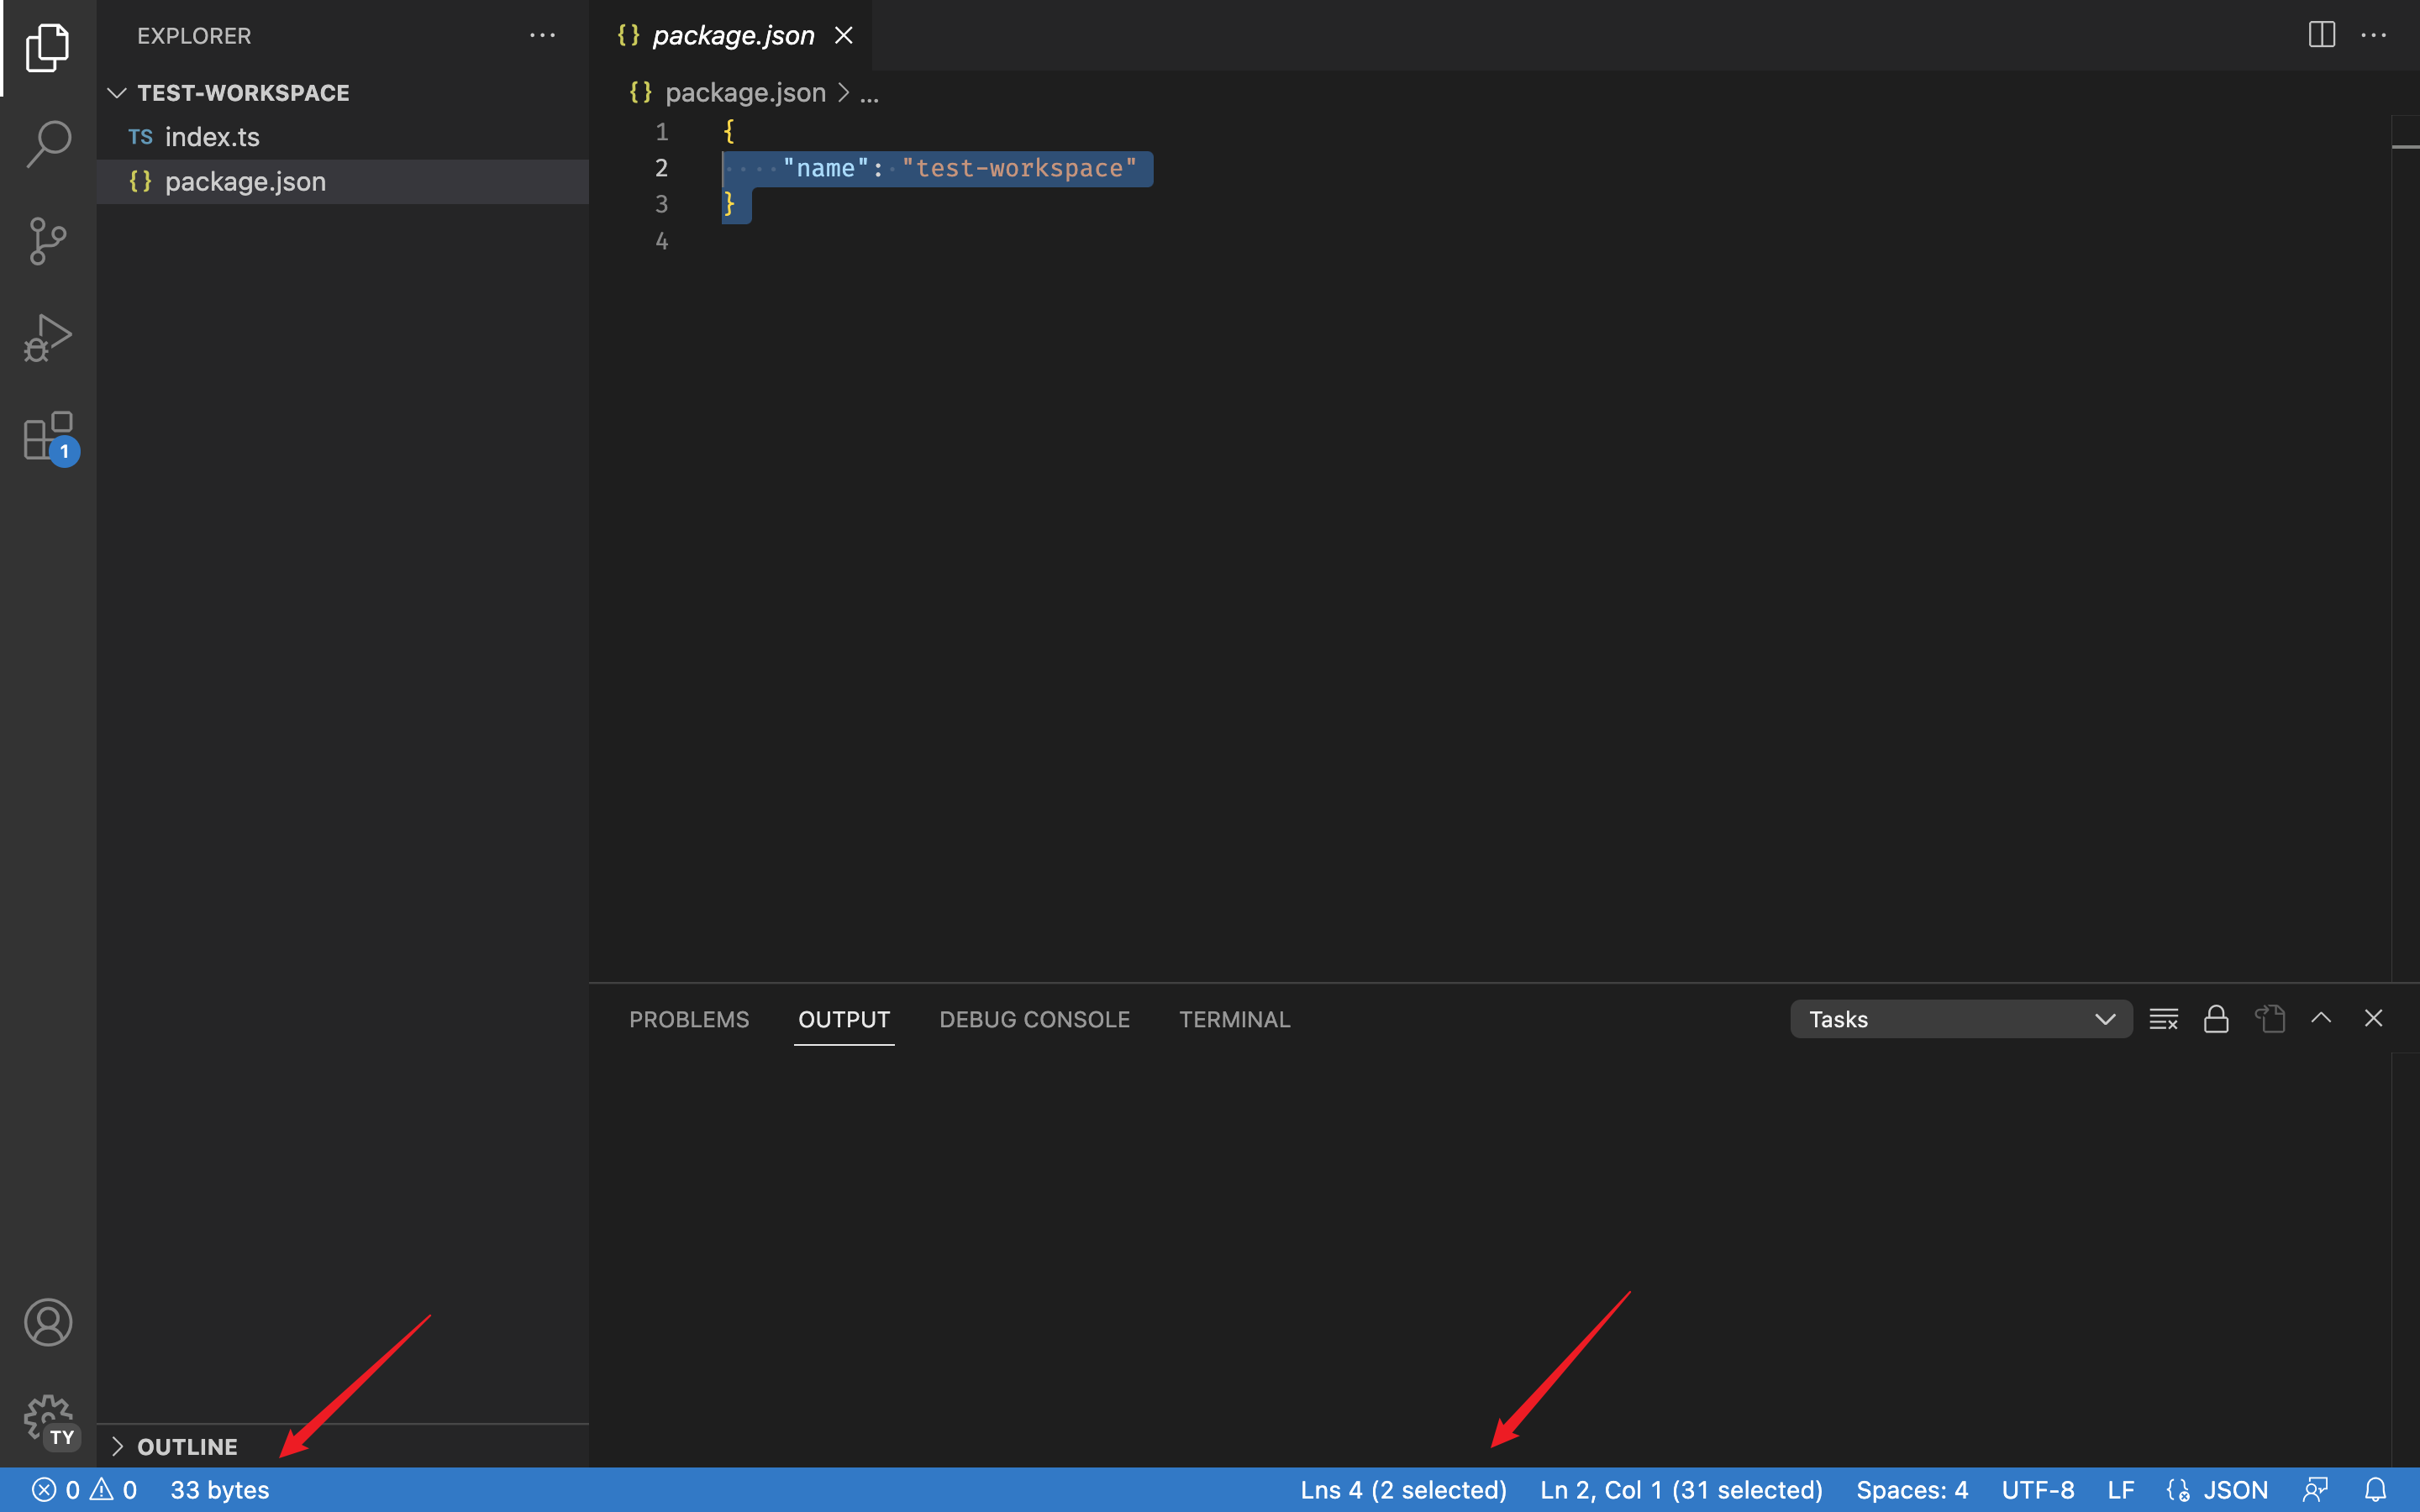 EXPLORER
TEST-WORKSPACE
TS index.ts
{} package.json
1
TY
OUTLINE
{} package.json
{} package.json > ...
1 {
2 "name": "test-workspace"
3 }
4
PROBLEMS OUTPUT DEBUG CONSOLE TERMINAL Tasks
0 0 33 bytes Lns 4 (2 selected) Ln 2, Col 1 (31 selected) Spaces: 4 UTF-8 LF {} JSON